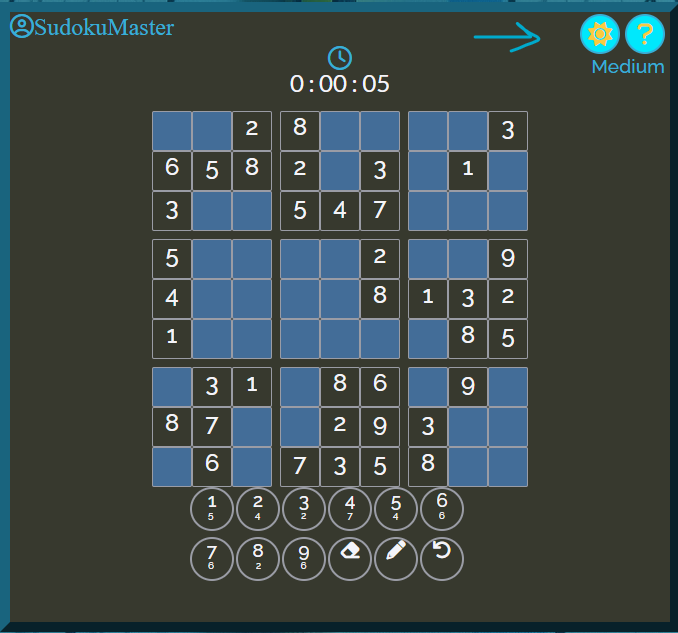 SudokuMaster
?
Medium
0:00:05
2 8 3
6 5 8 2 3 1
3 5 4 7
5 2 9
4 8 1 3 2
1 8 5
3 1 8 6 9
8 7 2 9 3
6 7 3 5 8
1 2 3 4 5 6
5 4 2 7 4 6
7 8 9
6 2 6